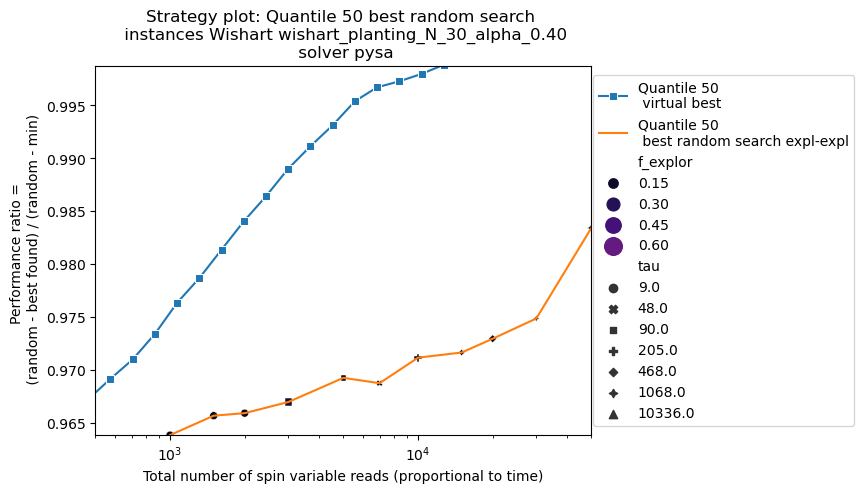 Strategy plot: Quantile 50 best random search
instances Wishart wishart_planting_N_30_alpha_0.40
solver pysa
Performance ratio =
(random - best found) / (random - min)
0.995
0.990
0.985
0.980
0.975
0.970
0.965
10^3
10^4
Total number of spin variable reads (proportional to time)
Quantile 50
virtual best
Quantile 50
best random search expl-expl
f_explor
0.15
0.30
0.45
0.60
tau
9.0
48.0
90.0
205.0
468.0
1068.0
10336.0